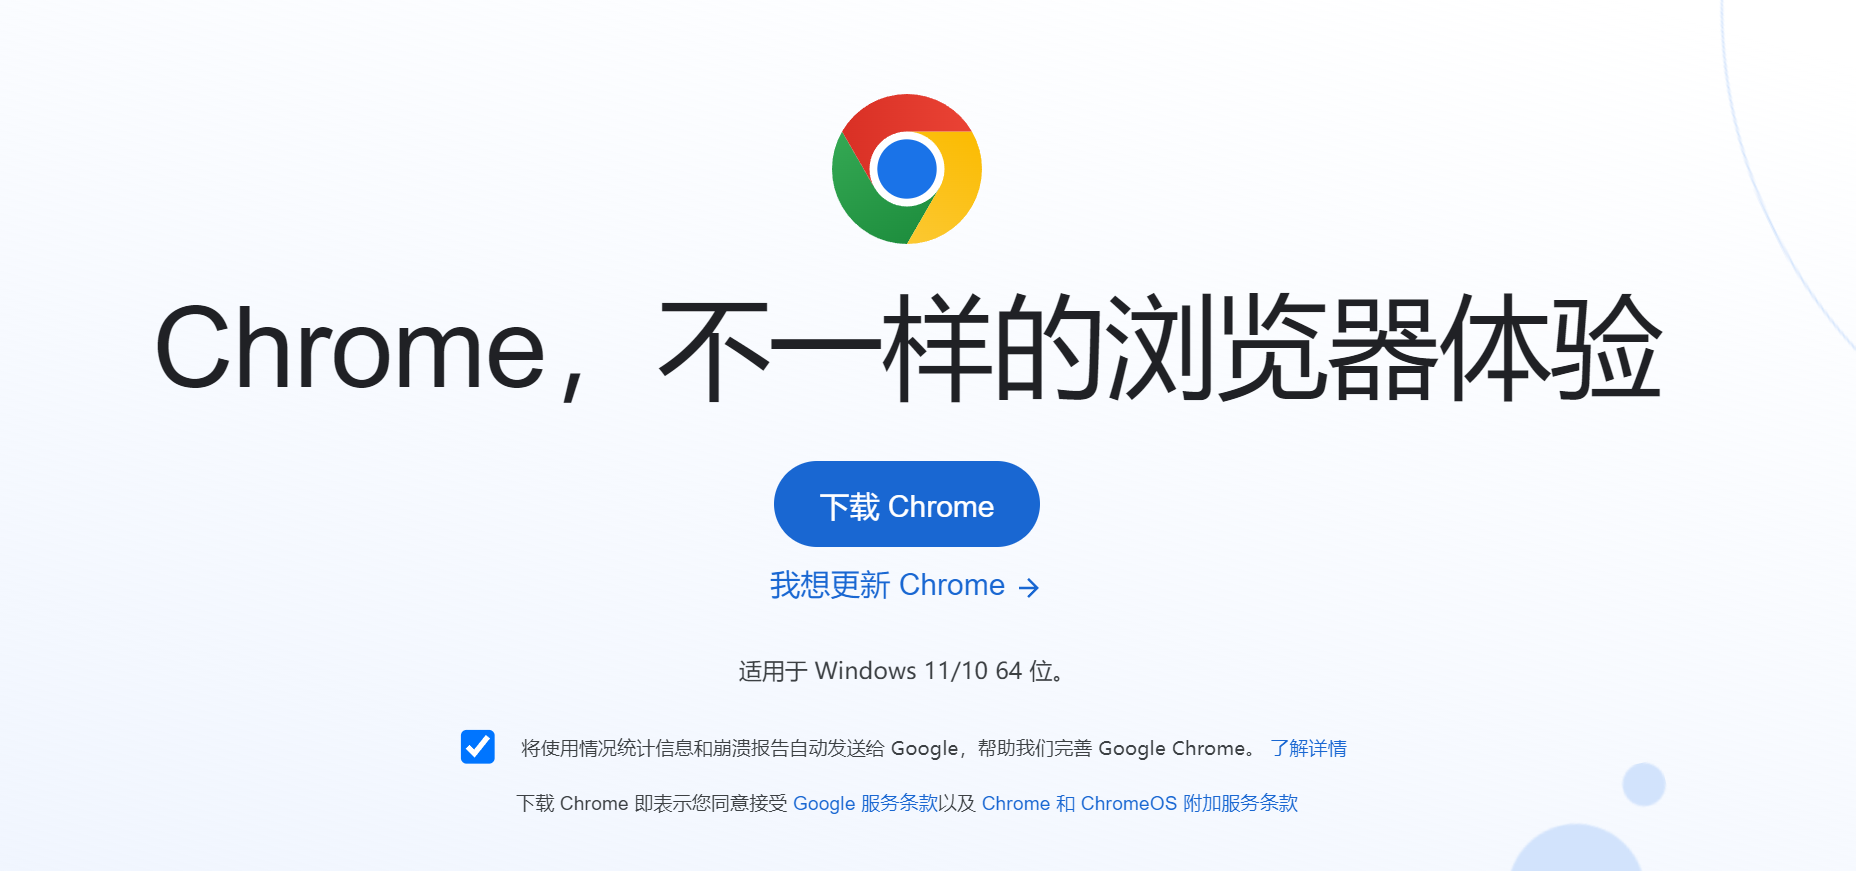 Chrome，不一样的浏览器体验
下载 Chrome
我想更新 Chrome →
适用于 Windows 11/10 64 位。
将使用情况统计信息和崩溃报告自动发送给 Google，帮助我们完善 Google Chrome。 了解详情
下载 Chrome 即表示您同意接受 Google 服务条款以及 Chrome 和 ChromeOS 附加服务条款